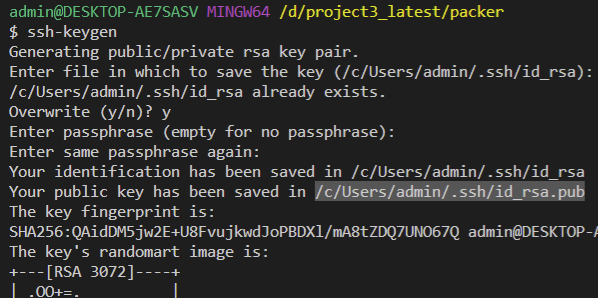 admin@DESKTOP-AE7SASV MINGW64 /d/project3_latest/packer
$ ssh-keygen
Generating public/private rsa key pair.
Enter file in which to save the key (/c/Users/admin/.ssh/id_rsa):
/c/Users/admin/.ssh/id_rsa already exists.
Overwrite (y/n)? y
Enter passphrase (empty for no passphrase):
Enter same passphrase again:
Your identification has been saved in /c/Users/admin/.ssh/id_rsa
Your public key has been saved in /c/Users/admin/.ssh/id_rsa.pub
The key fingerprint is:
SHA256:QAidDM5jw2E+U8FvujkwdJoPBDXl/mA8tZDQ7UNO67Q admin@DESKTOP-A
The key's randomart image is:
+---[RSA 3072]----+
| .OO+=.          |